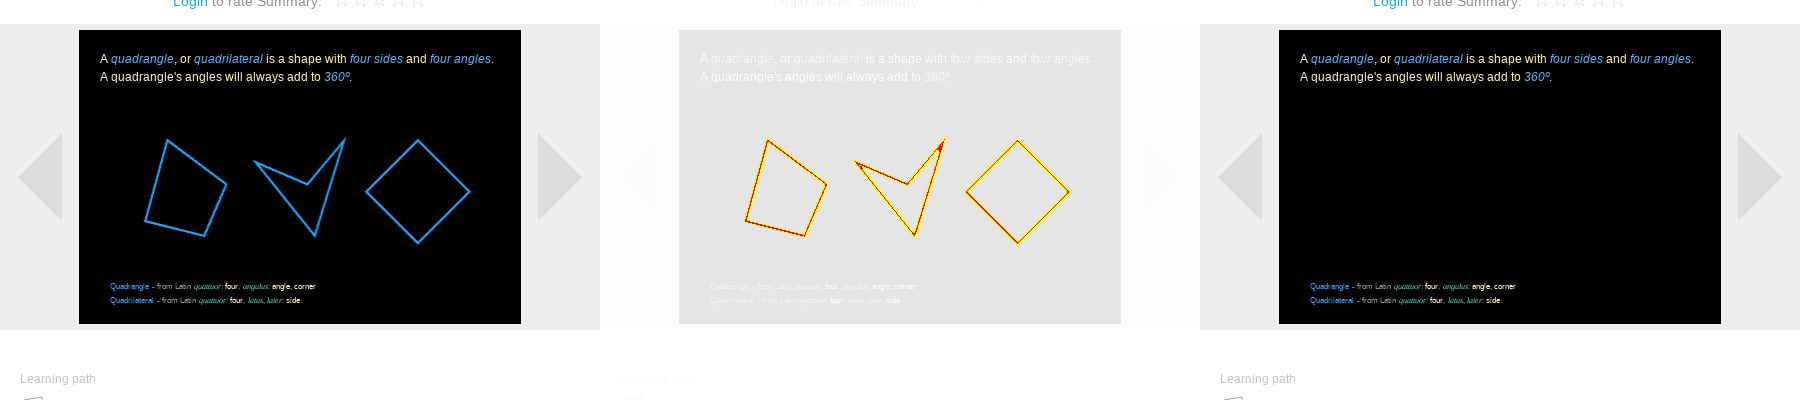 Login to rate Summary: ☆ ☆ ☆ ☆ ☆
A quadrangle, or quadrilateral is a shape with four sides and four angles.
A quadrangle's angles will always add to 360º.
Quadrangle - from Latin quattuor: four, angulus: angle, corner
Quadrilateral - from Latin quattuor: four, latus, later: side
Learning path
Login to rate Summary:
A quadrangle, or quadrilateral is a shape with four sides and four angles.
A quadrangle's angles will always add to 360º.
Quadrangle - from Latin quattuor: four, angulus: angle, corner
Quadrilateral - from Latin quattuor: four, latus, later: side
Learning path
Login to rate Summary: ☆ ☆ ☆ ☆ ☆
A quadrangle, or quadrilateral is a shape with four sides and four angles.
A quadrangle's angles will always add to 360º.
Quadrangle - from Latin quattuor: four, angulus: angle, corner
Quadrilateral - from Latin quattuor: four, latus, later: side
Learning path